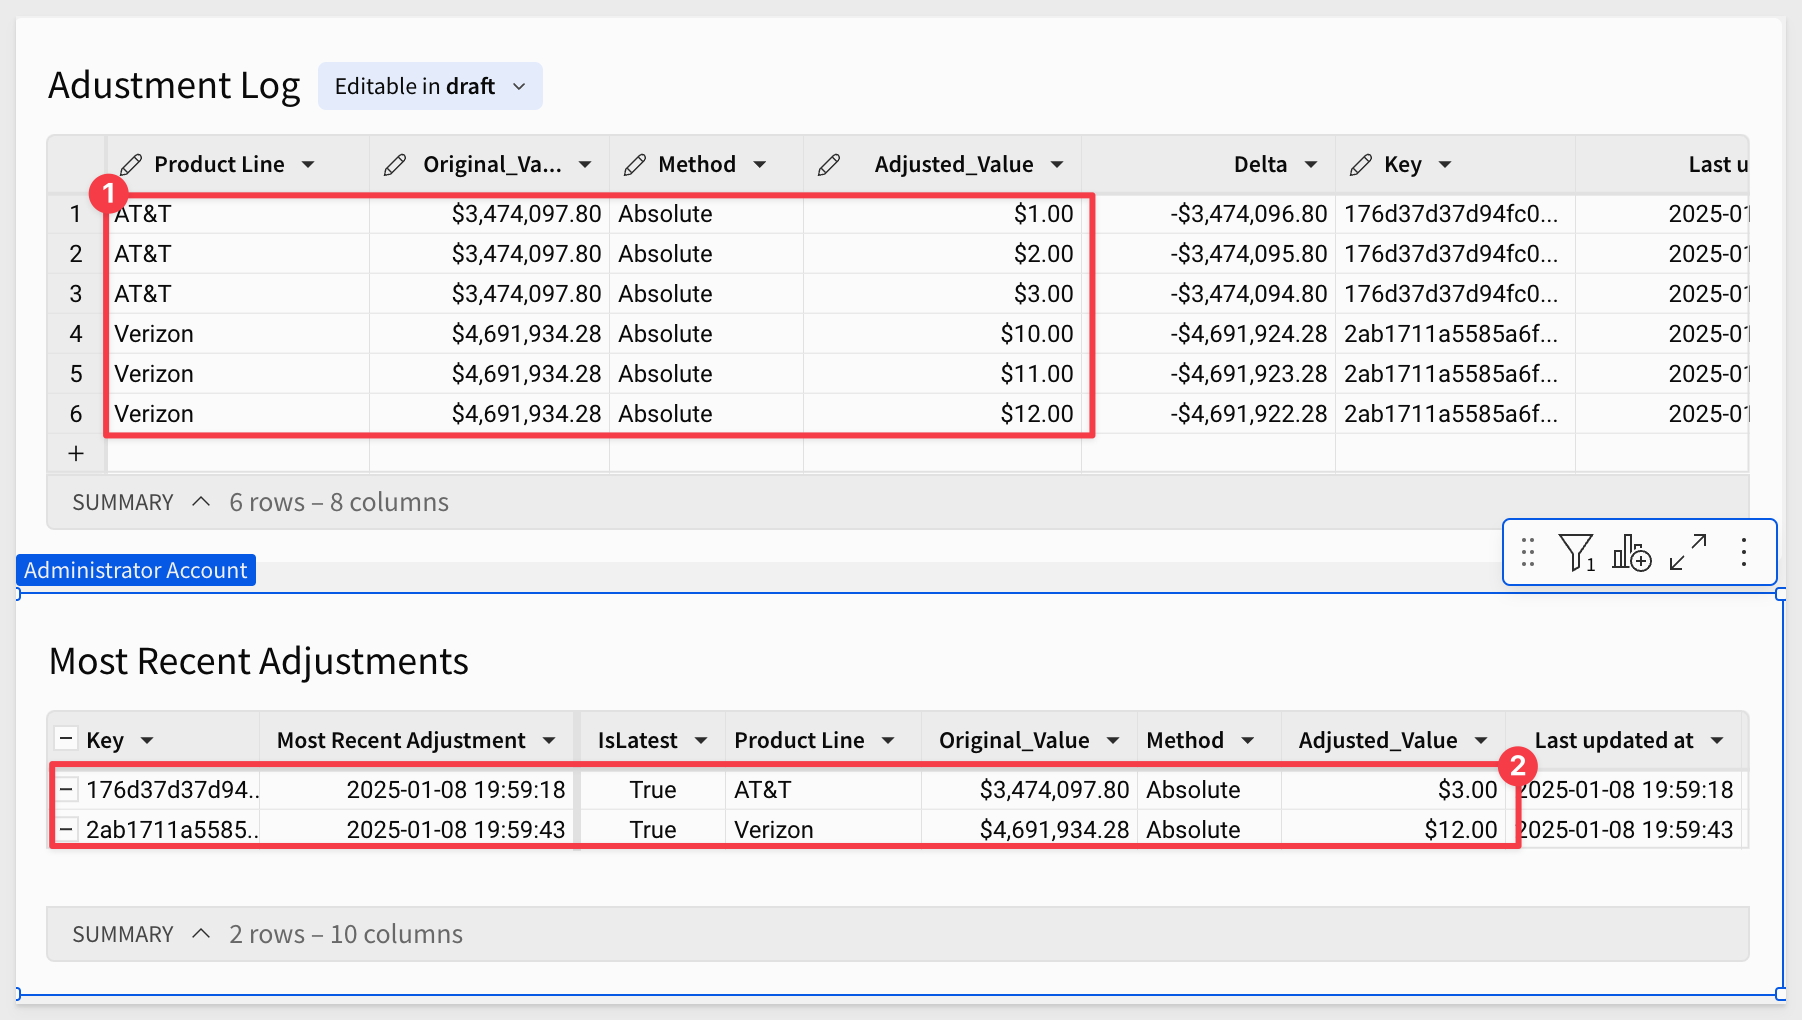 Adustment Log Editable in draft
Product Line Original_Va... Method Adjusted_Value Delta Key Last u
1
1 AT&T $3,474,097.80 Absolute $1.00 -$3,474,096.80 176d37d37d94fc0... 2025-01
2 AT&T $3,474,097.80 Absolute $2.00 -$3,474,095.80 176d37d37d94fc0... 2025-01
3 AT&T $3,474,097.80 Absolute $3.00 -$3,474,094.80 176d37d37d94fc0... 2025-01
4 Verizon $4,691,934.28 Absolute $10.00 -$4,691,924.28 2ab1711a5585a6f... 2025-01
5 Verizon $4,691,934.28 Absolute $11.00 -$4,691,923.28 2ab1711a5585a6f... 2025-01
6 Verizon $4,691,934.28 Absolute $12.00 -$4,691,922.28 2ab1711a5585a6f... 2025-01
+
SUMMARY 6 rows – 8 columns
1
Administrator Account
Most Recent Adjustments
Key Most Recent Adjustment IsLatest Product Line Original_Value Method Adjusted_Value Last updated at
2
176d37d37d94.. 2025-01-08 19:59:18 True AT&T $3,474,097.80 Absolute $3.00 2025-01-08 19:59:18
2ab1711a5585.. 2025-01-08 19:59:43 True Verizon $4,691,934.28 Absolute $12.00 2025-01-08 19:59:43
SUMMARY 2 rows – 10 columns